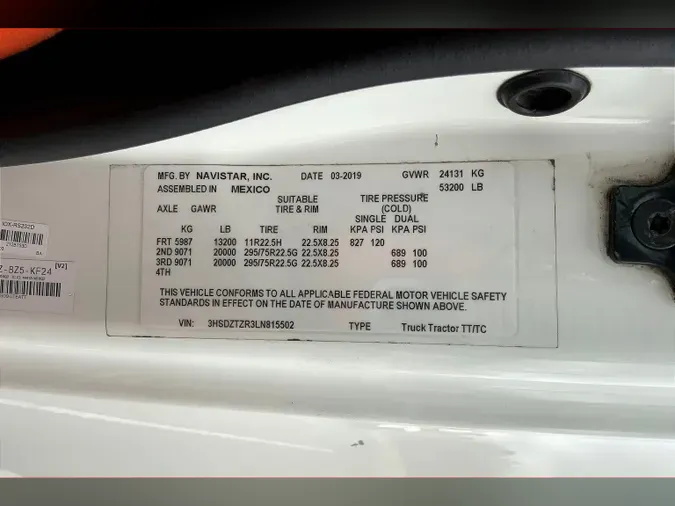 MFG. BY NAVISTAR, INC. DATE 03-2019 GVWR 24131 KG
ASSEMBLED IN MEXICO 53200 LB
SUITABLE TIRE PRESSURE
AXLE GAWR TIRE & RIM (COLD)
SINGLE DUAL
KG LB TIRE RIM KPA PSI KPA PSI
FRT 5987 13200 11R22.5H 22.5X8.25 827 120
2ND 9071 20000 295/75R22.5G 22.5X8.25 689 100
3RD 9071 20000 295/75R22.5G 22.5X8.25 689 100
4TH
THIS VEHICLE CONFORMS TO ALL APPLICABLE FEDERAL MOTOR VEHICLE SAFETY
STANDARDS IN EFFECT ON THE DATE OF MANUFACTURE SHOWN ABOVE.
VIN: 3HSDZTZR3LN815502 TYPE Truck Tractor TT/TC
Z-8Z5-KF24 [V2]